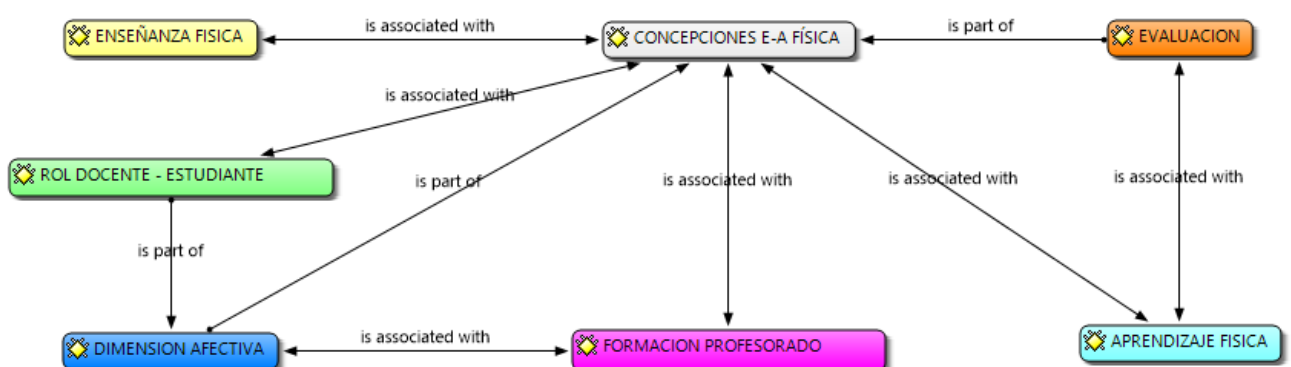 is associated with
is part of
ENSEÑANZA FISICA
CONCEPCIONES E-A FÍSICA
EVALUACION
is associated with
ROL DOCENTE - ESTUDIANTE
is part of
is associated with
is associated with
is associated with
is part of
is associated with
DIMENSION AFECTIVA
FORMACION PROFESORADO
APRENDIZAJE FISICA